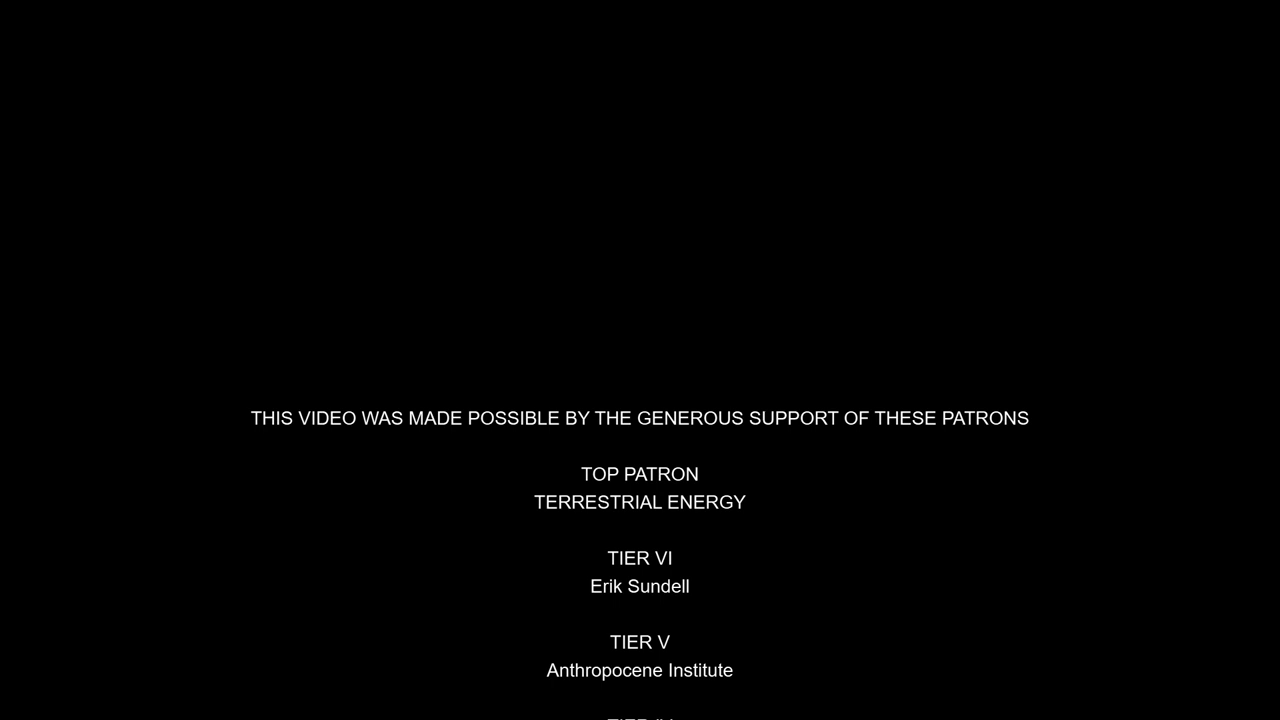 THIS VIDEO WAS MADE POSSIBLE BY THE GENEROUS SUPPORT OF THESE PATRONS
TOP PATRON
TERRESTRIAL ENERGY
TIER VI
Erik Sundell
TIER V
Anthropocene Institute